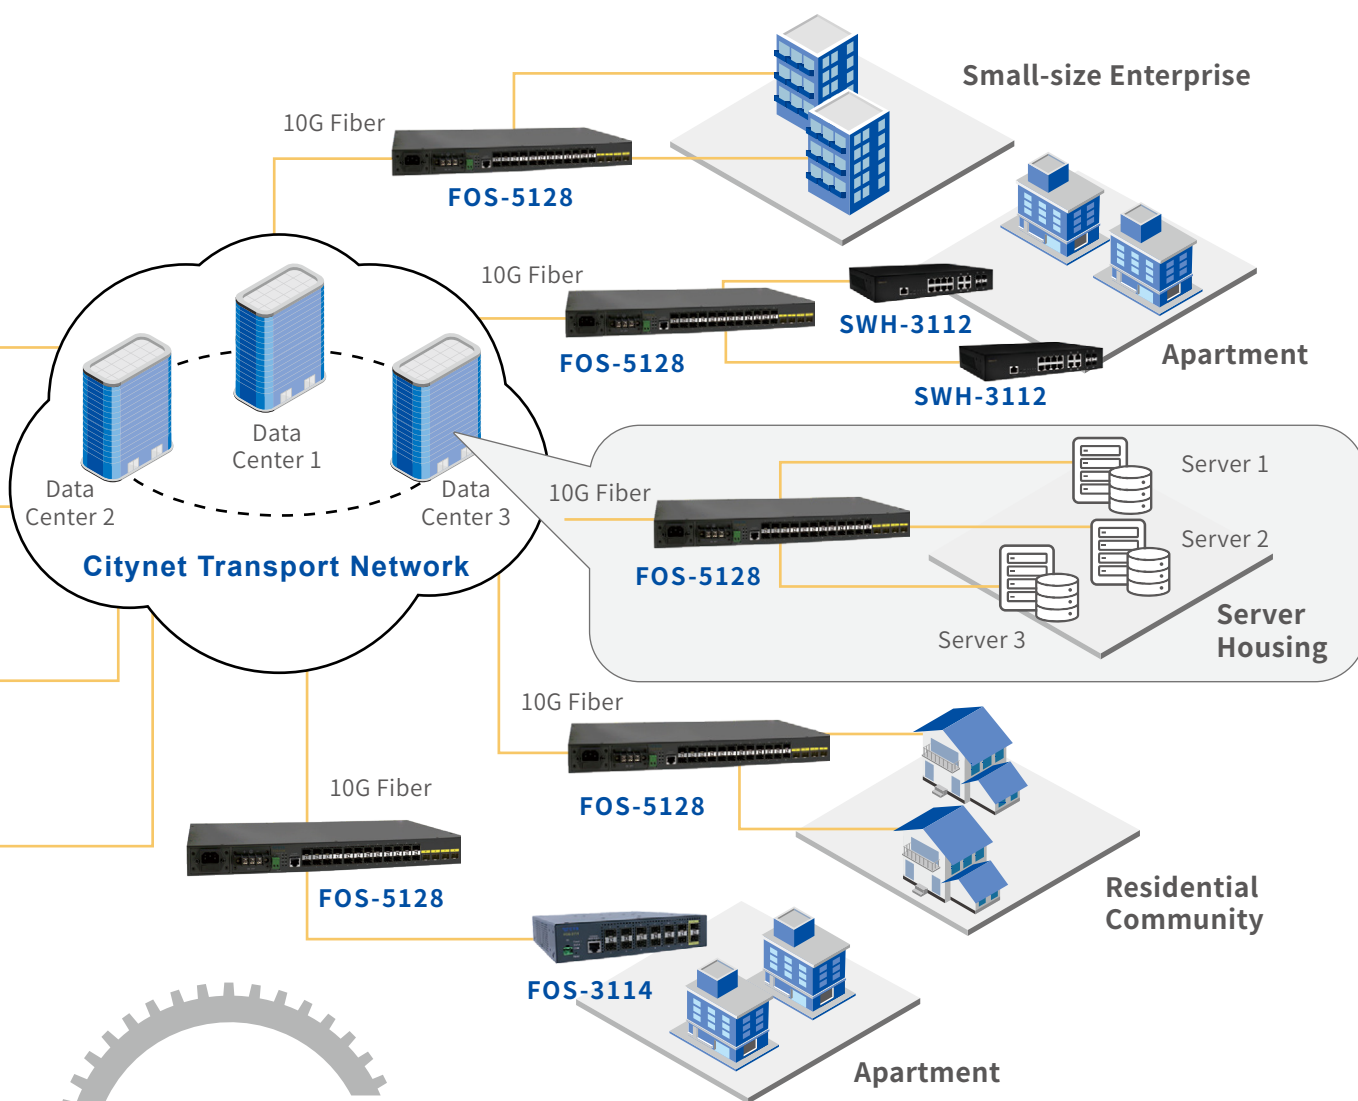 Small-size Enterprise
10G Fiber
FOS-5128
10G Fiber
SWH-3112
FOS-5128
Apartment
SWH-3112
Data
Center 1
Data
Center 2
Data
Center 3
Citynet Transport Network
10G Fiber
FOS-5128
Server 1
Server 2
Server 3
Server
Housing
10G Fiber
FOS-5128
Residential
Community
10G Fiber
FOS-5128
FOS-3114
Apartment